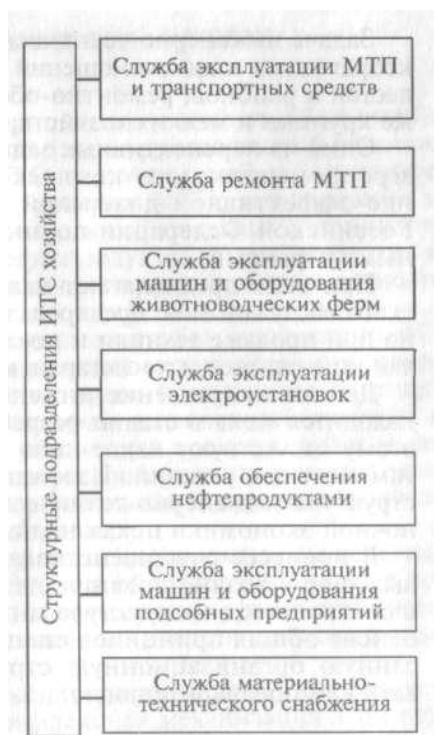 Структурные подразделения ИТС хозяйства
Служба эксплуатации МТП
и транспортных средств
Служба ремонта МТП
Служба эксплуатации
машин и оборудования
животноводческих ферм
Служба эксплуатации
электроустановок
Служба обеспечения
нефтепродуктами
Служба эксплуатации
машин и оборудования
подсобных предприятий
Служба материально-
технического снабжения